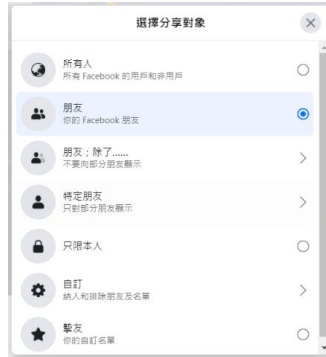 選擇分享對象
所有人
所有 Facebook 的用戶和非用戶
朋友
你的 Facebook 朋友
朋友；除了......
不要向部分朋友顯示
特定朋友
只對部分朋友顯示
只限本人
自訂
納入和排除朋友及名單
摯友
你的自訂名單